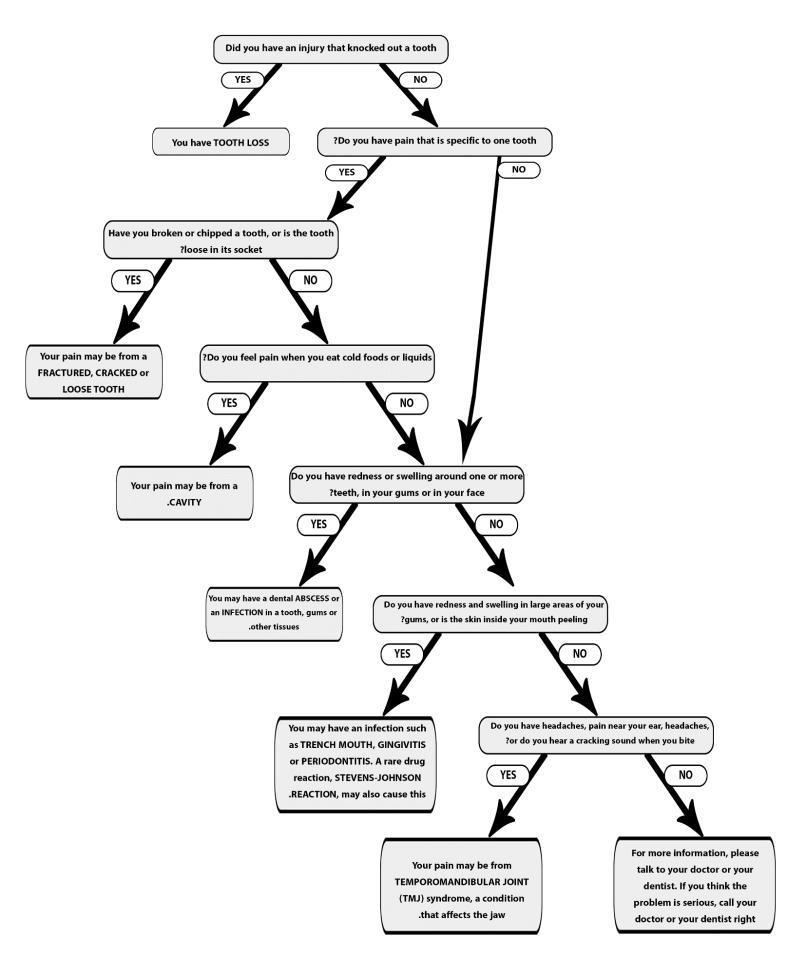 Did you have an injury that knocked out a tooth
YES
NO
You have TOOTH LOSS
?Do you have pain that is specific to one tooth
YES
NO
Have you broken or chipped a tooth, or is the tooth
?loose in its socket
YES
NO
Your pain may be from a
FRACTURED, CRACKED or
LOOSE TOOTH
?Do you feel pain when you eat cold foods or liquids
YES
NO
Your pain may be from a
.CAVITY
Do you have redness or swelling around one or more
?teeth, in your gums or in your face
YES
NO
You may have a dental ABSCESS or
an INFECTION in a tooth, gums or
.other tissues
Do you have redness and swelling in large areas of your
?gums, or is the skin inside your mouth peeling
YES
NO
You may have an infection such
as TRENCH MOUTH, GINGIVITIS
or PERIODONTITIS. A rare drug
reaction, STEVENS-JOHNSON
.REACTION, may also cause this
Do you have headaches, pain near your ear, headaches,
?or do you hear a cracking sound when you bite
YES
NO
Your pain may be from
TEMPOROMANDIBULAR JOINT
(TMJ) syndrome, a condition
.that affects the jaw
For more information, please
talk to your doctor or your
dentist. If you think the
problem is serious, call your
doctor or your dentist right